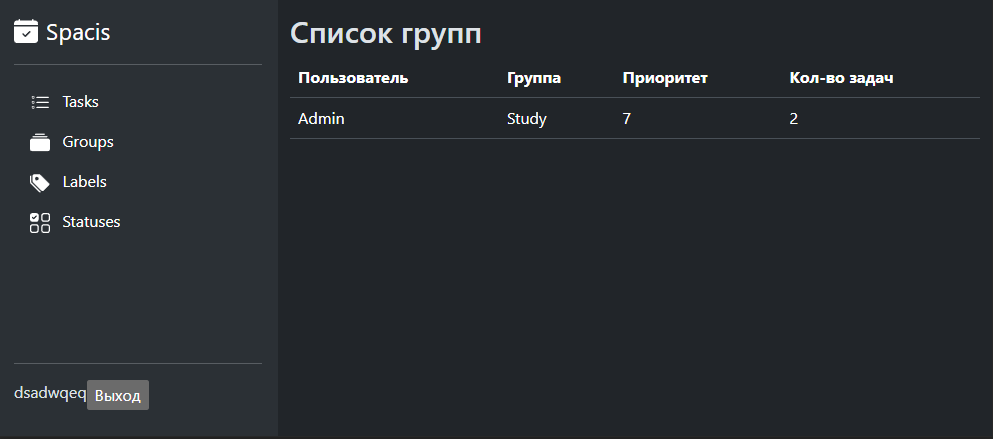 Spacis
Tasks
Groups
Labels
Statuses
dsadwqeq Выход
Список групп
Пользователь Группа Приоритет Кол-во задач
Admin Study 7 2